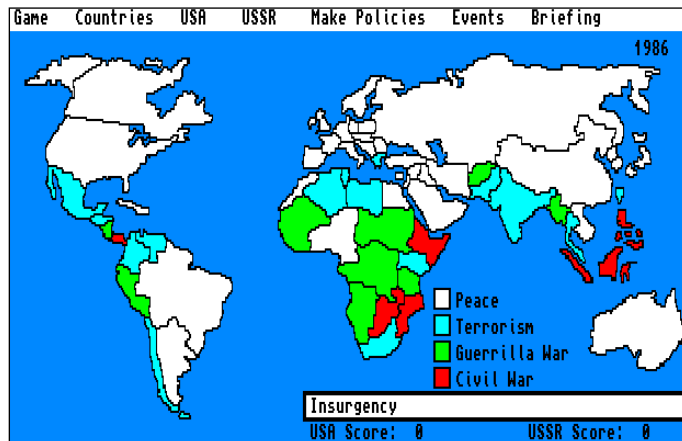 Game Countries USA USSR Make Policies Events Briefing
1986
Peace
Terrorism
Guerrilla War
Civil War
Insurgency
USA Score: 0 USSR Score: 0